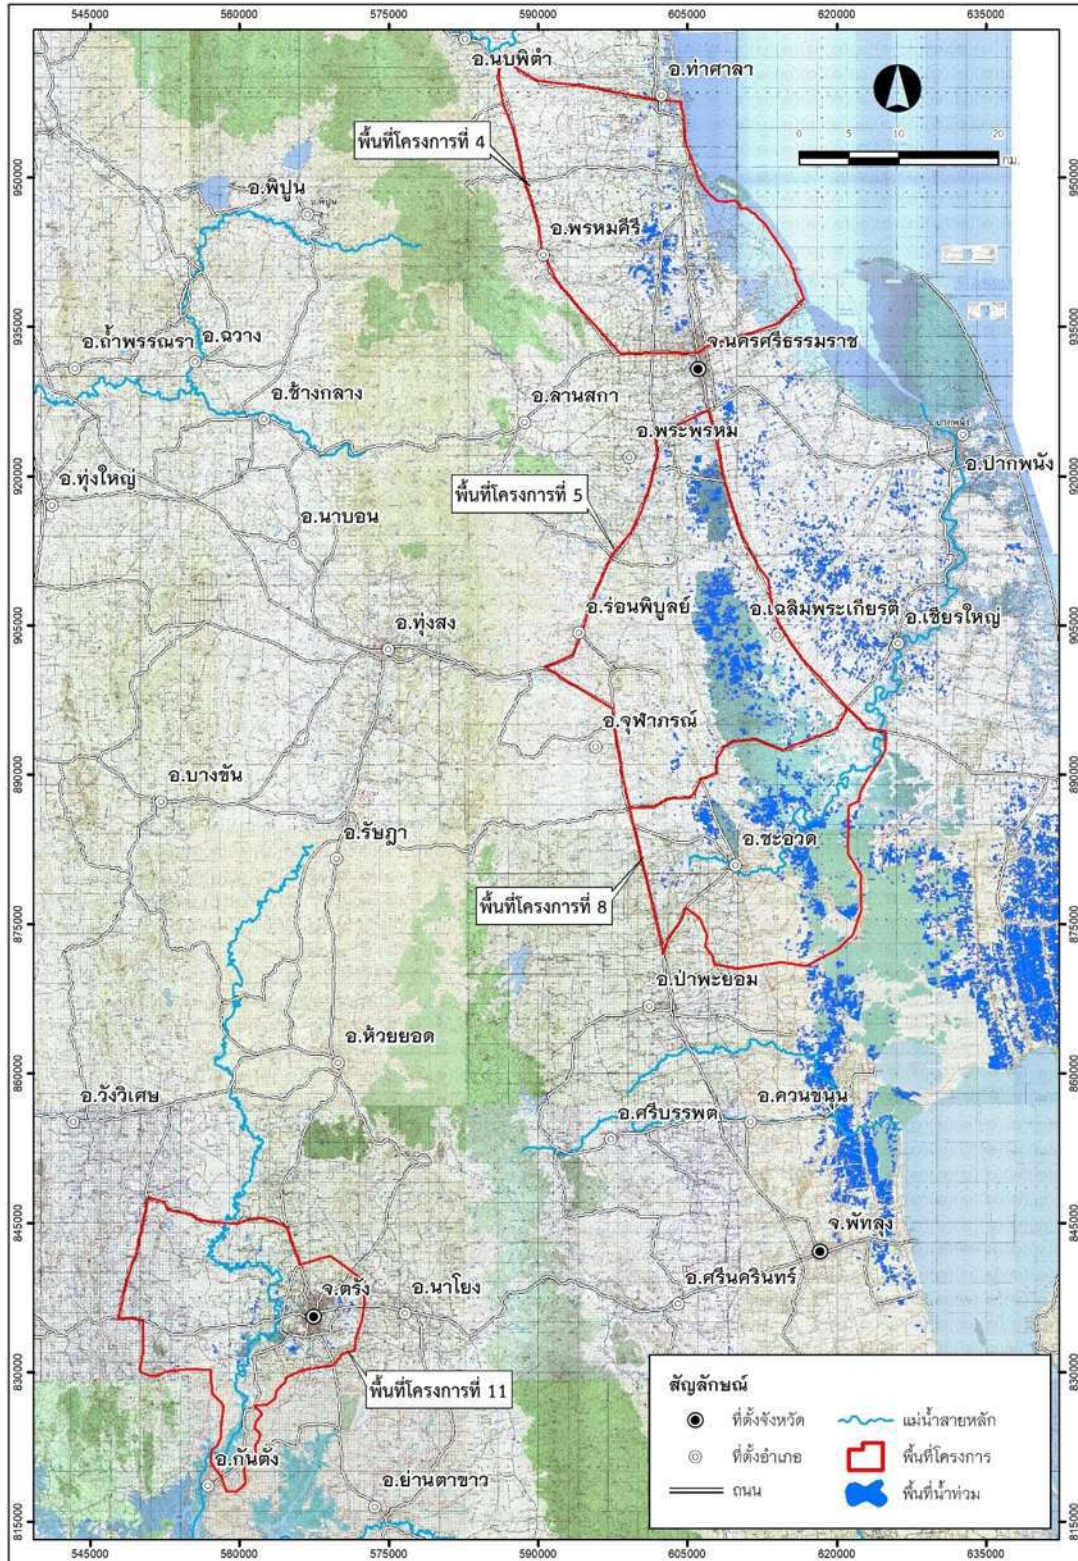 545000 560000 575000 590000 605000 620000 635000
อ.นบพิตำ
อ.ท่าศาลา
พื้นที่โครงการที่ 4
0 5 10 20
กม.
950000
950000
อ.พิปูน
อ.พรหมคีรี
935000
935000
อ.ถ้ำพรรณรา
อ.ฉวาง
จ.นครศรีธรรมราช
อ.ช้างกลาง
อ.ลานสกา
อ.พระพรหม
อ.ปากพนัง
920000
920000
อ.ทุ่งใหญ่
พื้นที่โครงการที่ 5
อ.นาบอน
905000
905000
อ.ทุ่งสง
อ.ร่อนพิบูลย์
อ.เฉลิมพระเกียรติ
อ.เชียรใหญ่
อ.จุฬาภรณ์
890000
890000
อ.บางขัน
อ.รัษฎา
อ.ชะอวด
พื้นที่โครงการที่ 8
875000
875000
อ.ป่าพะยอม
อ.ห้วยยอด
860000
860000
อ.วังวิเศษ
อ.ศรีบรรพต
อ.ควนขนุน
845000
845000
จ.พัทลุง
จ.ตรัง
อ.นาโยง
อ.ศรีนครินทร์
830000
830000
พื้นที่โครงการที่ 11
อ.กันตัง
อ.ย่านตาขาว
815000
815000
สัญลักษณ์
ที่ตั้งจังหวัด
แม่น้ำสายหลัก
ที่ตั้งอำเภอ
พื้นที่โครงการ
ถนน
พื้นที่น้ำท่วม
545000 560000 575000 590000 605000 620000 635000